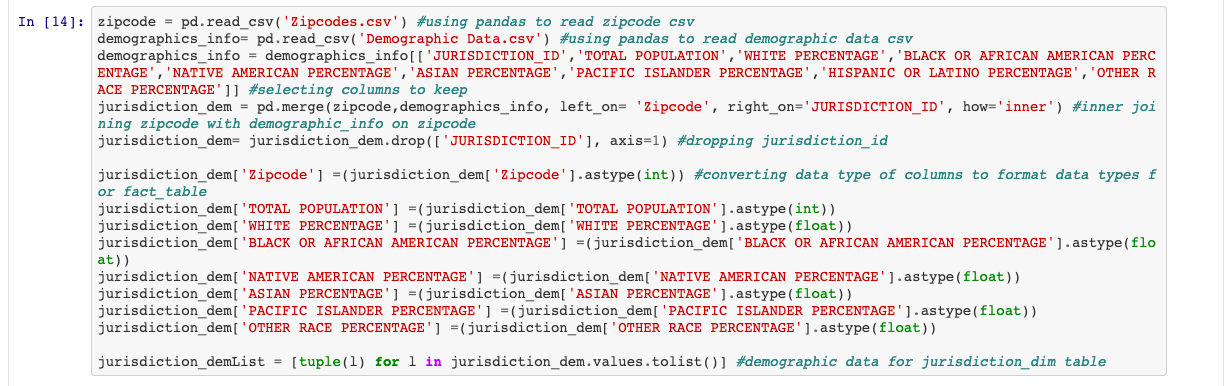 In [14]: zipcode = pd.read_csv('Zipcodes.csv') #using pandas to read zipcode csv
demographics_info= pd.read_csv('Demographic Data.csv') #using pandas to read demographic data csv
demographics_info = demographics_info[['JURISDICTION_ID','TOTAL POPULATION','WHITE PERCENTAGE','BLACK OR AFRICAN AMERICAN PERC
ENTAGE','NATIVE AMERICAN PERCENTAGE','ASIAN PERCENTAGE','PACIFIC ISLANDER PERCENTAGE','HISPANIC OR LATINO PERCENTAGE','OTHER R
ACE PERCENTAGE']] #selecting columns to keep
jurisdiction_dem = pd.merge(zipcode,demographics_info, left_on= 'Zipcode', right_on='JURISDICTION_ID', how='inner') #inner joi
ning zipcode with demographic_info on zipcode
jurisdiction_dem= jurisdiction_dem.drop(['JURISDICTION_ID'], axis=1) #dropping jurisdiction_id

jurisdiction_dem['Zipcode'] =(jurisdiction_dem['Zipcode'].astype(int)) #converting data type of columns to format data types f
or fact_table
jurisdiction_dem['TOTAL POPULATION'] =(jurisdiction_dem['TOTAL POPULATION'].astype(int))
jurisdiction_dem['WHITE PERCENTAGE'] =(jurisdiction_dem['WHITE PERCENTAGE'].astype(float))
jurisdiction_dem['BLACK OR AFRICAN AMERICAN PERCENTAGE'] =(jurisdiction_dem['BLACK OR AFRICAN AMERICAN PERCENTAGE'].astype(flo
at))
jurisdiction_dem['NATIVE AMERICAN PERCENTAGE'] =(jurisdiction_dem['NATIVE AMERICAN PERCENTAGE'].astype(float))
jurisdiction_dem['ASIAN PERCENTAGE'] =(jurisdiction_dem['ASIAN PERCENTAGE'].astype(float))
jurisdiction_dem['PACIFIC ISLANDER PERCENTAGE'] =(jurisdiction_dem['PACIFIC ISLANDER PERCENTAGE'].astype(float))
jurisdiction_dem['OTHER RACE PERCENTAGE'] =(jurisdiction_dem['OTHER RACE PERCENTAGE'].astype(float))

jurisdiction_demList = [tuple(l) for l in jurisdiction_dem.values.tolist()] #demographic data for jurisdiction_dim table